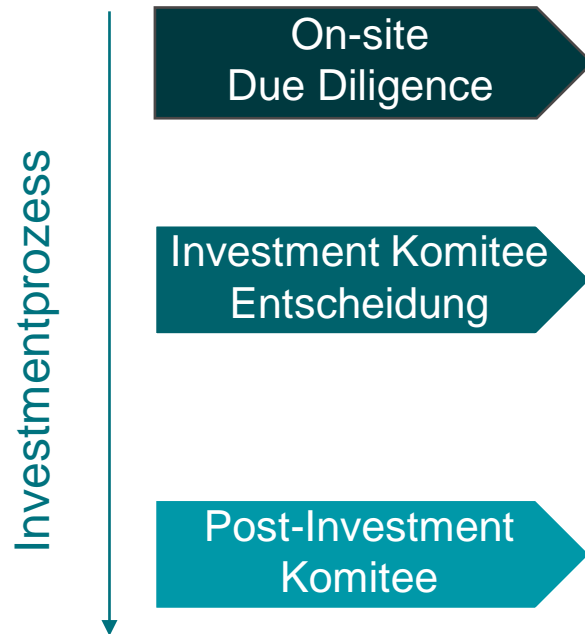 Investmentprozess
On-site
Due Diligence
Investment Komitee
Entscheidung
Post-Investment
Komitee